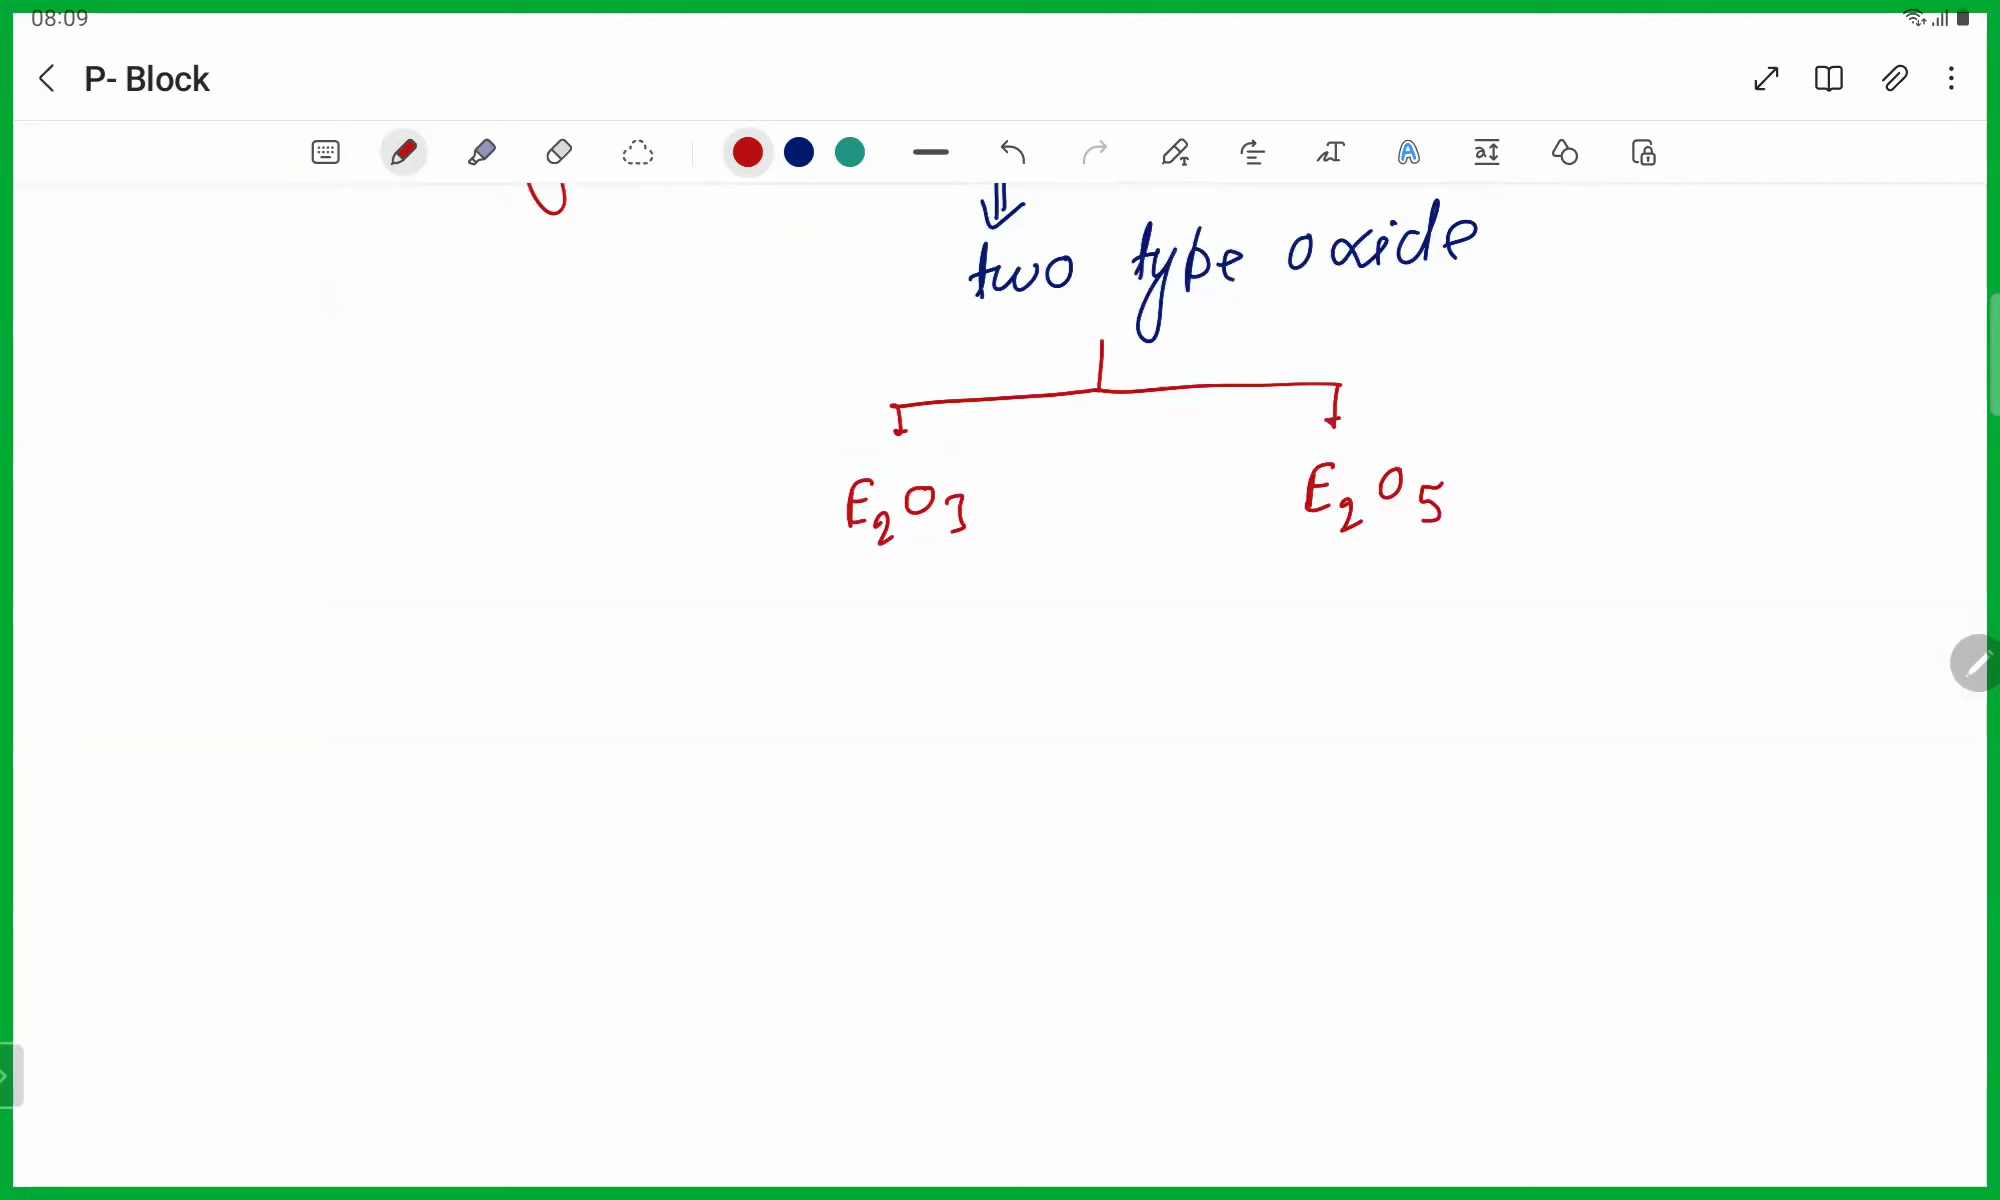 08:09
P- Block
two type oxide
E₂O₃ E₂O₅